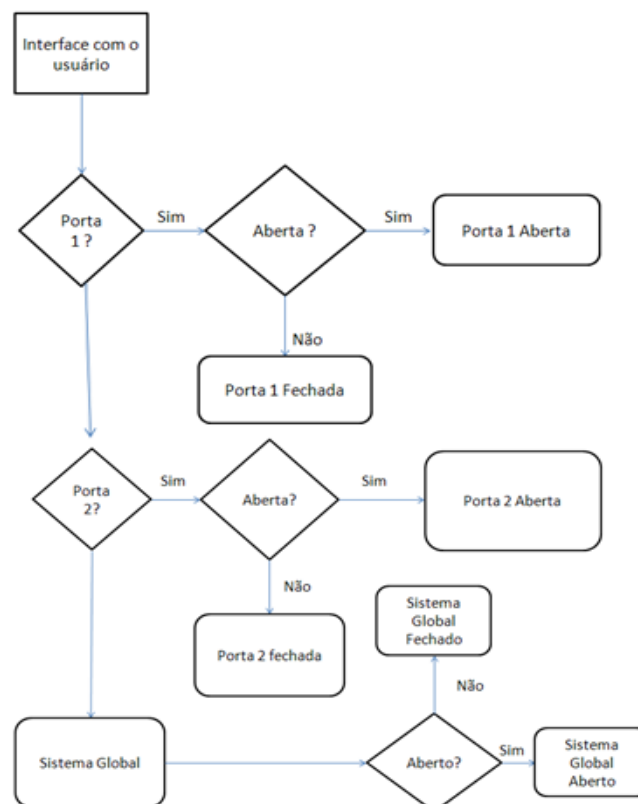 Interface com o
usuário
Porta
1 ?
Sim
Aberta ?
Sim
Porta 1 Aberta
Não
Porta 1 Fechada
Porta
2?
Sim
Aberta?
Sim
Porta 2 Aberta
Não
Porta 2 fechada
Sistema
Global
Fechado
Não
Sistema Global
Aberto?
Sim
Sistema
Global
Aberto